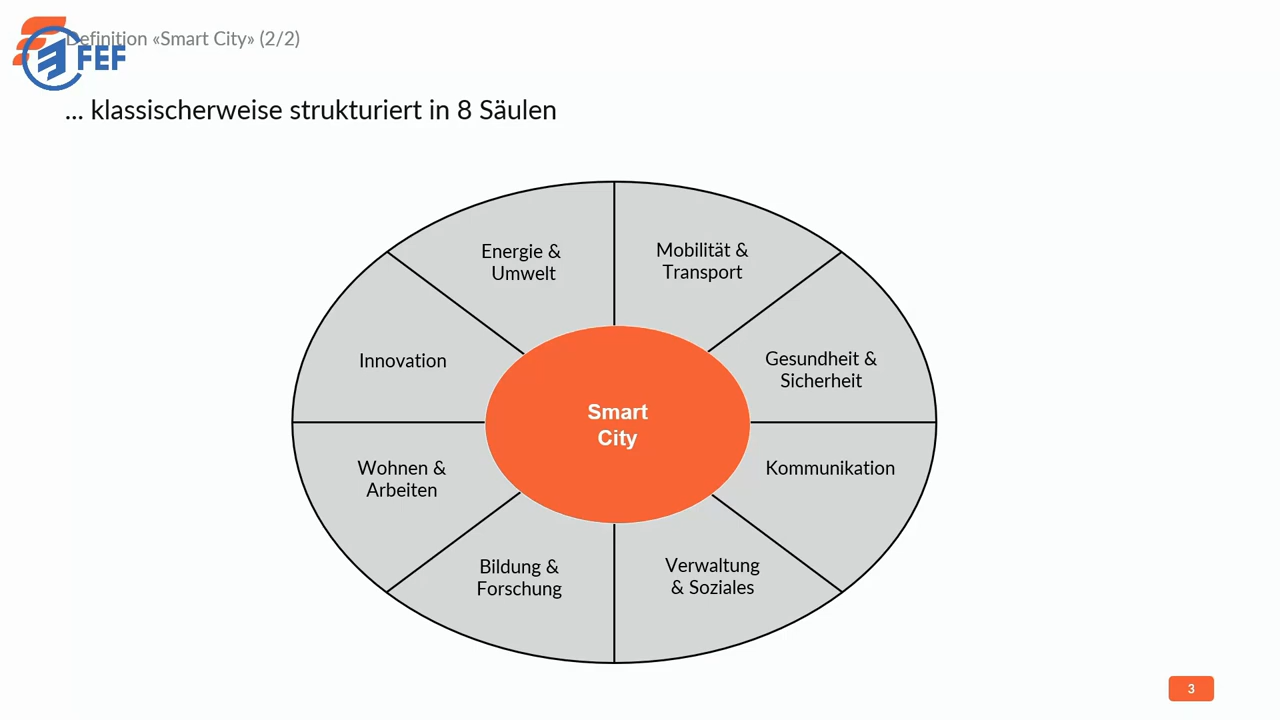 Definition «Smart City» (2/2)
FEF
... klassischerweise strukturiert in 8 Säulen
Energie &
Umwelt
Mobilität &
Transport
Innovation
Gesundheit &
Sicherheit
Smart
City
Wohnen &
Arbeiten
Kommunikation
Bildung &
Forschung
Verwaltung
& Soziales
3